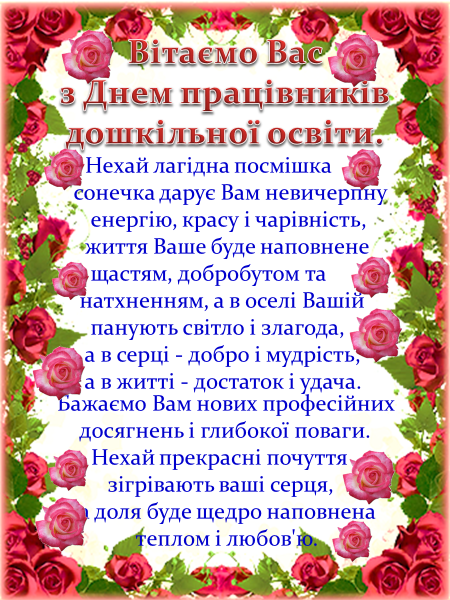 Вітаємо Вас
з Днем працівників
дошкільної освіти.
Нехай лагідна посмішка
сонечка дарує Вам невичерпну
енергію, красу і чарівність,
життя Ваше буде наповнене
щастям, добробутом та
натхненням, а в оселі Вашій
панують світло і злагода,
а в серці - добро і мудрість,
а в житті - достаток і удача.
Бажаємо Вам нових професійних
досягнень і глибокої поваги.
Нехай прекрасні почуття
зігрівають ваші серця,
а доля буде щедро наповнена
теплом і любов'ю.